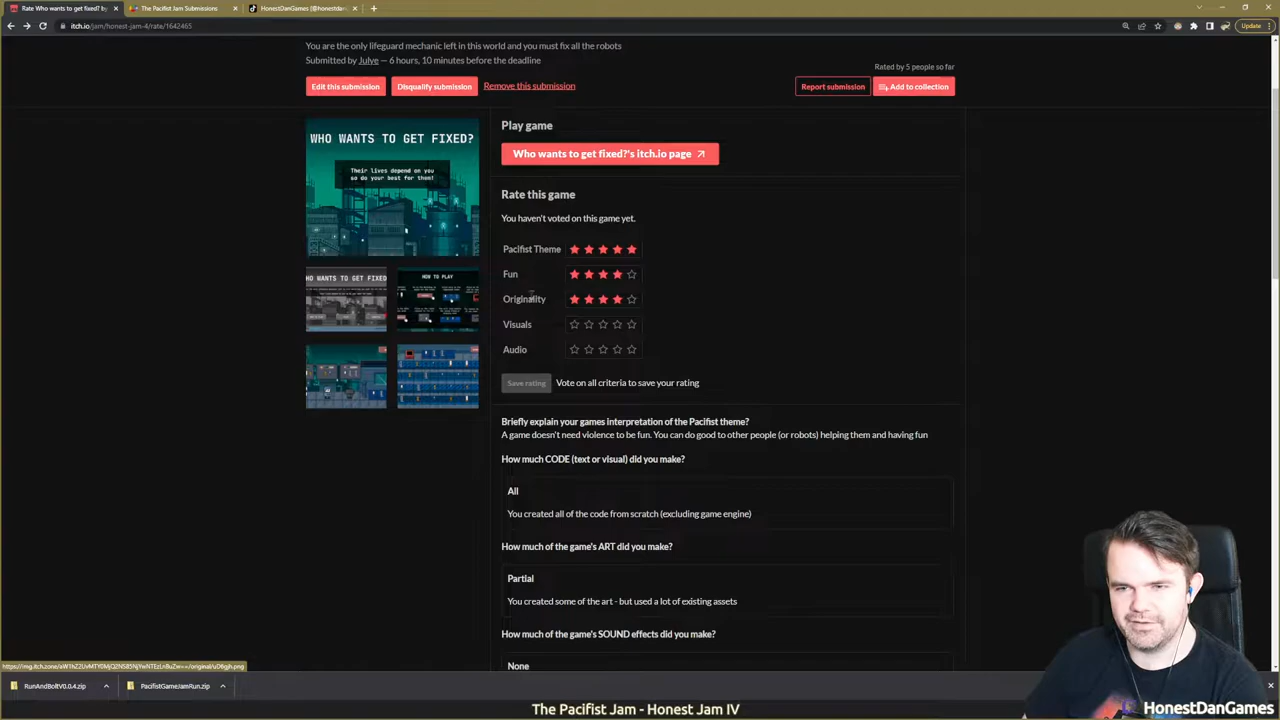 Rate Who wants to get fixed? by
The Pacifist Jam Submissions
HonestDanGames (@honestdan
itch.io/jam/honest-jam-4/rate/1642465
Update
You are the only lifeguard mechanic left in this world and you must fix all the robots
Submitted by Julye — 6 hours, 10 minutes before the deadline
Rated by 5 people so far
Edit this submission
Disqualify submission
Remove this submission
Report submission
Add to collection
WHO WANTS TO GET FIXED?
Their lives depend on you
so do your best for them!
Play game
Who wants to get fixed?'s itch.io page
Rate this game
You haven't voted on this game yet.
Pacifist Theme
Fun
Originality
Visuals
Audio
WHO WANTS TO GET FIXED
HOW TO PLAY
Save rating
Vote on all criteria to save your rating
Briefly explain your games interpretation of the Pacifist theme?
A game doesn't need violence to be fun. You can do good to other people (or robots) helping them and having fun
How much CODE (text or visual) did you make?
All
You created all of the code from scratch (excluding game engine)
How much of the game's ART did you make?
Partial
You created some of the art - but used a lot of existing assets
How much of the game's SOUND effects did you make?
None
RunAndBoltV0.0.4.zip
PacifistGameJamRun.zip
The Pacifist Jam - Honest Jam IV
HonestDanGames